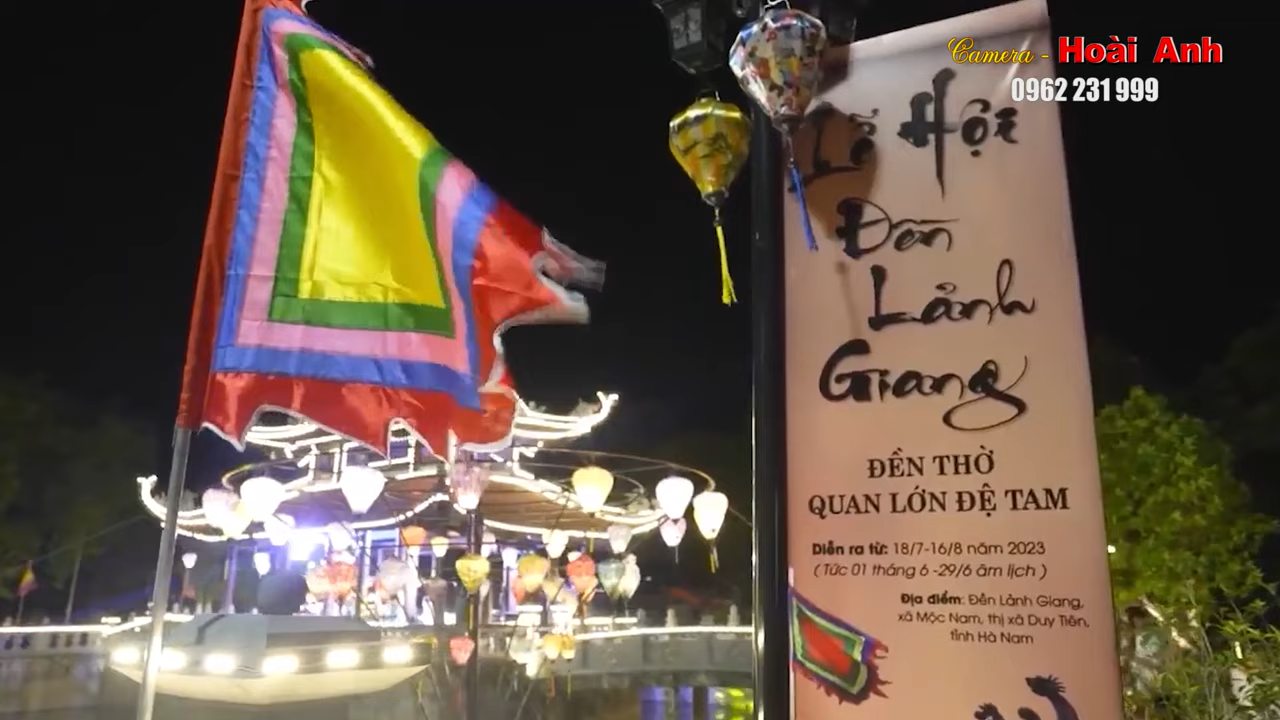 Camera - Hoài Anh
0962 231 999
Lễ Hội
Đền
Lảnh
Giang
ĐỀN THỜ
QUAN LỚN ĐỆ TAM
Diễn ra từ: 18/7-16/8 năm 2023
( Tức 01 tháng 6 -29/6 âm lịch )
Địa điểm: Đền Lảnh Giang,
xã Mộc Nam, thị xã Duy Tiên,
tỉnh Hà Nam